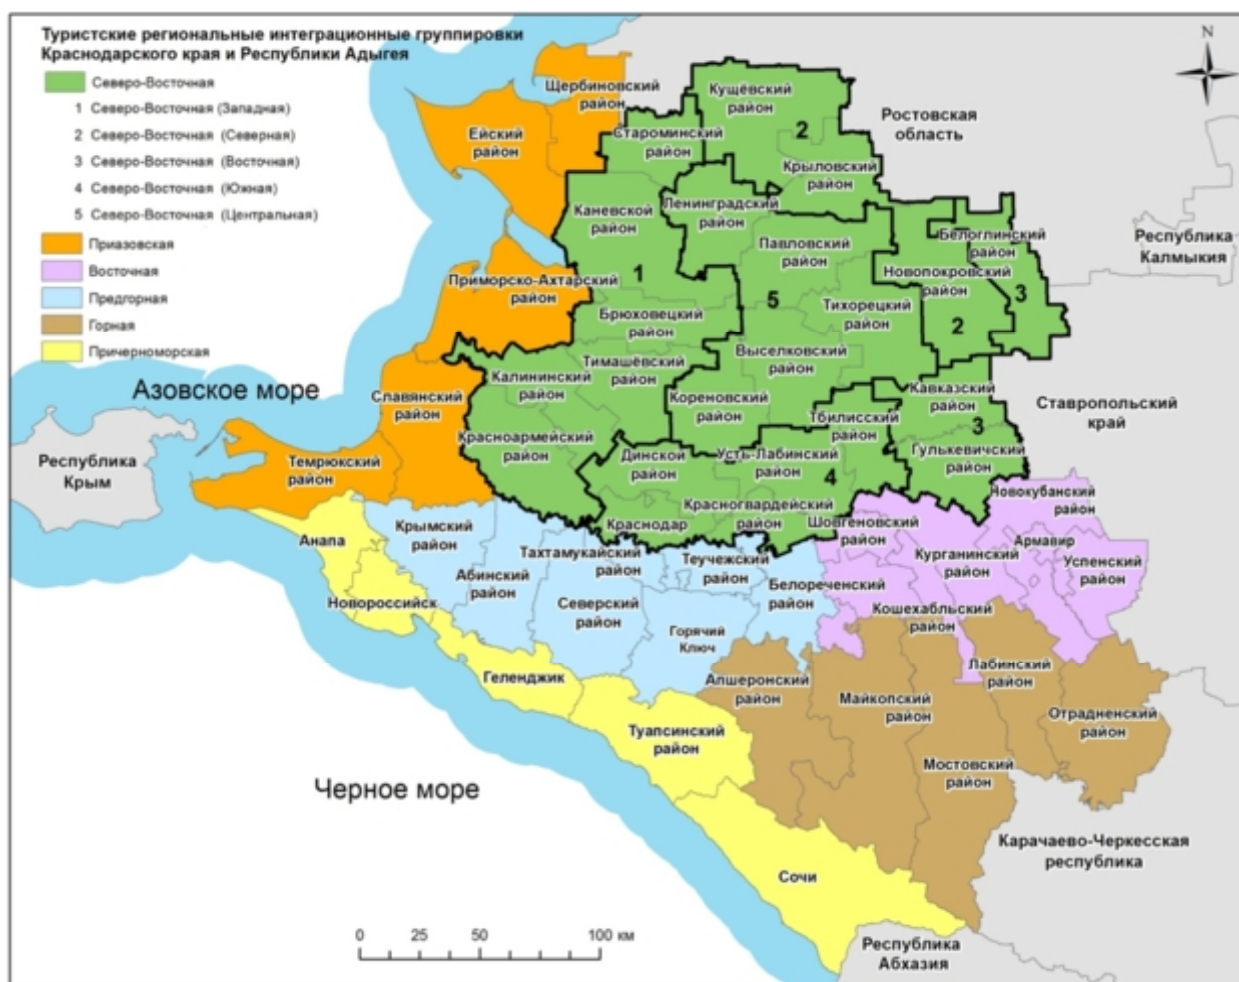 Туристские региональные интеграционные группировки
Краснодарского края и Республики Адыгея
Северо-Восточная
1 Северо-Восточная (Западная)
2 Северо-Восточная (Северная)
3 Северо-Восточная (Восточная)
4 Северо-Восточная (Южная)
5 Северо-Восточная (Центральная)
Приазовская
Восточная
Предгорная
Горная
Причерноморская
N
Щербиновский
район
Ейский
район
Кущёвский
район
2
Староминский
район
Крыловский
район
Ростовская
область
Каневской
район
Ленинградский
район
Павловский
район
Белоглинский
район
Республика
Калмыкия
Новопокровский
район
Приморско-Ахтарский
район
1
5
3
Тихорецкий
район
2
Брюховецкий
район
Тимашёвский
район
Выселковский
район
Калининский
район
Азовское море
Славянский
район
Кореновский
район
Кавказский
район
3
Тбилисский
район
Ставропольский
край
Красноармейский
район
Гулькевичский
район
Республика
Крым
Темрюкский
район
Динской
район
Усть-Лабинский
район
4
Новокубанский
район
Красногвардейский
район
Краснодар
Шовгеновский
район
Анапа
Крымский
район
Тахтамукайский
район
Теучежский
район
Армавир
Курганинский
район
Успенский
район
Абинский
район
Белореченский
район
Новороссийск
Северский
район
Кошехабльский
район
Горячий
Ключ
Геленджик
Апшеронский
район
Лабинский
район
Майкопский
район
Отрадненский
район
Туапсинский
район
Мостовский
район
Черное море
Карачаево-Черкесская
республика
Сочи
Республика
Абхазия
0 25 50 100 км